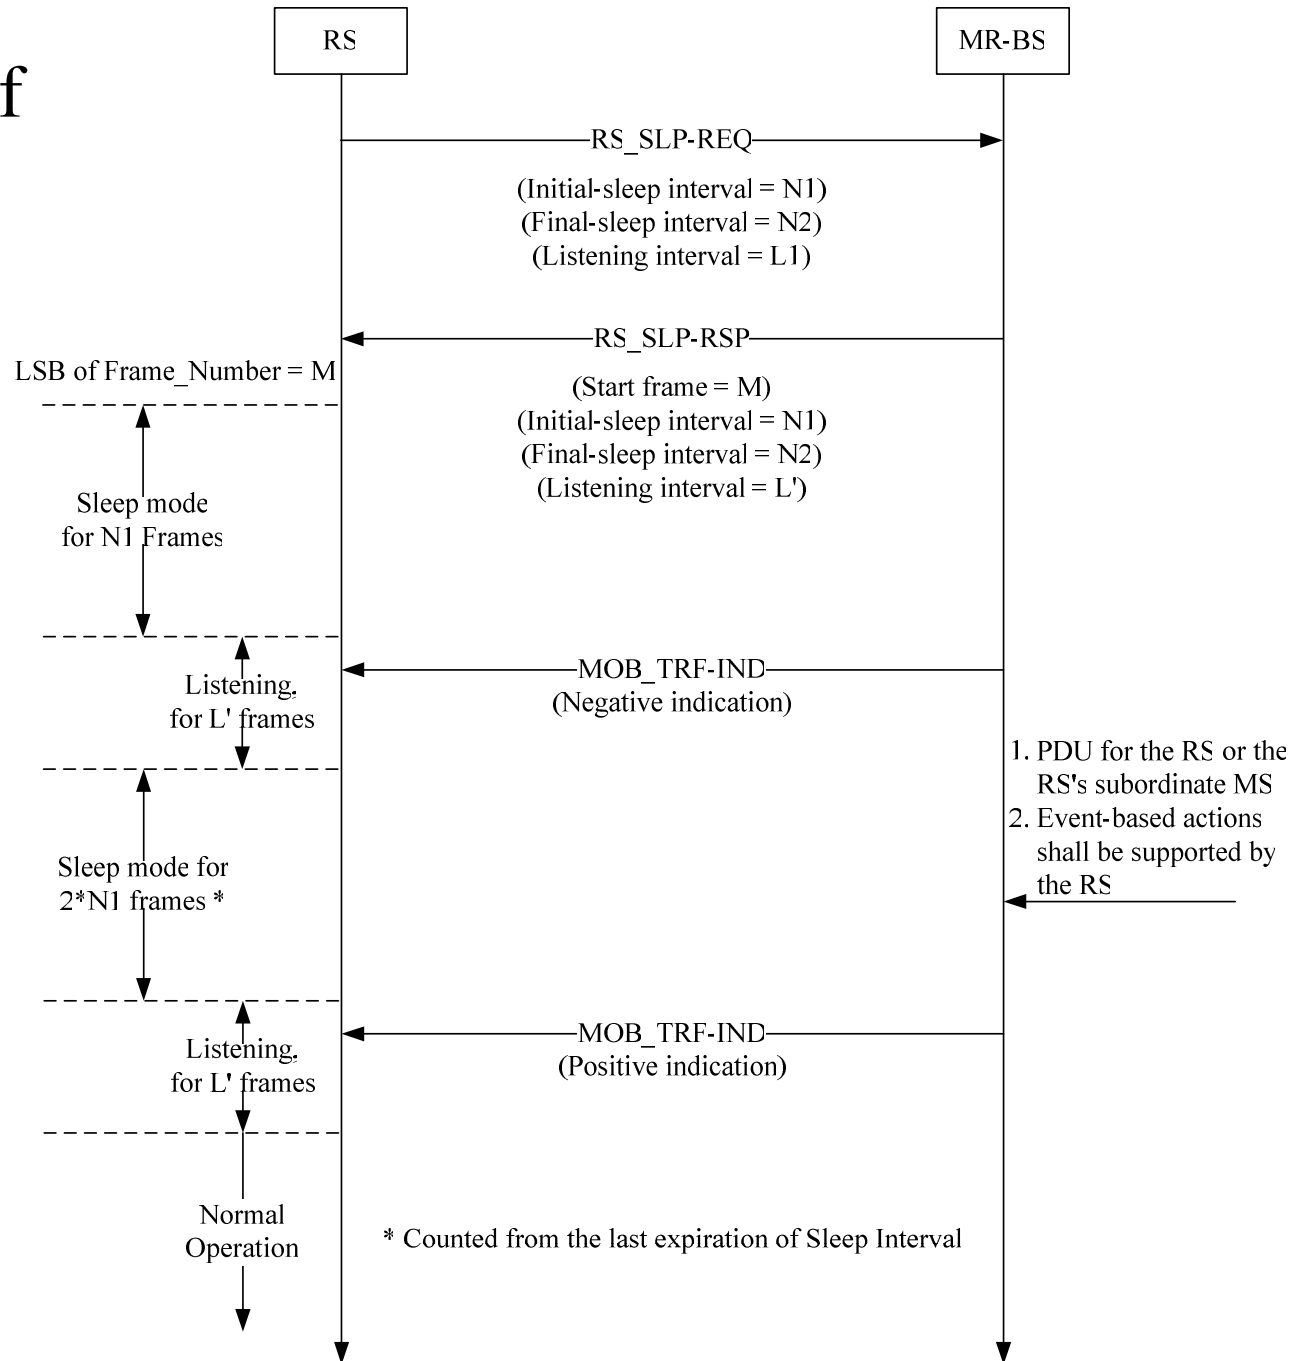 RS
MR-BS
f
RS_SLP-REQ
(Initial-sleep interval = N1)
(Final-sleep interval = N2)
(Listening interval = L1)
RS_SLP-RSP
LSB of Frame_Number = M
(Start frame = M)
(Initial-sleep interval = N1)
(Final-sleep interval = N2)
(Listening interval = L')
Sleep mode
for N1 Frames
MOB_TRF-IND
(Negative indication)
Listening
for L' frames
1. PDU for the RS or the
RS's subordinate MS
2. Event-based actions
shall be supported by
the RS
Sleep mode for
2*N1 frames *
MOB_TRF-IND
(Positive indication)
Listening
for L' frames
Normal
Operation
* Counted from the last expiration of Sleep Interval